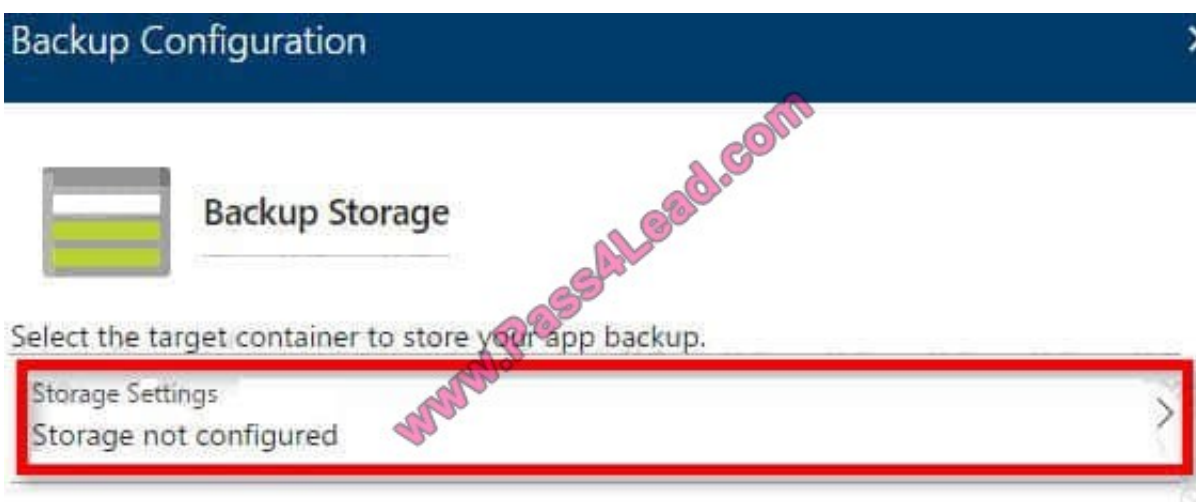 Backup Configuration
Backup Storage
Select the target container to store your app backup.
Storage Settings
Storage not configured
www.Pass4Lead.com